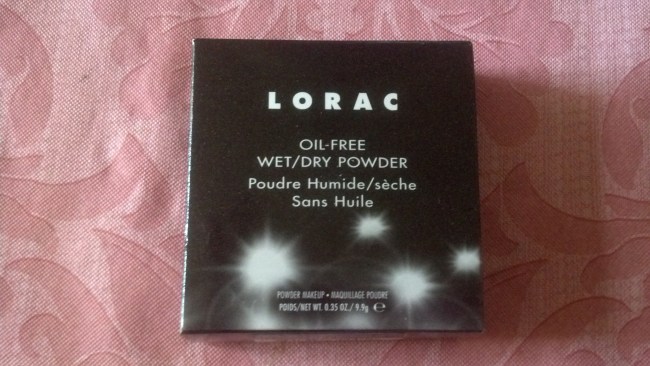 LORAC
OIL-FREE
WET/DRY POWDER
Poudre Humide/sèche
Sans Huile
POWDER MAKEUP • MAQUILLAGE POUDRE
POIDS/NET WT. 0.35 OZ./ 9.9g ℮